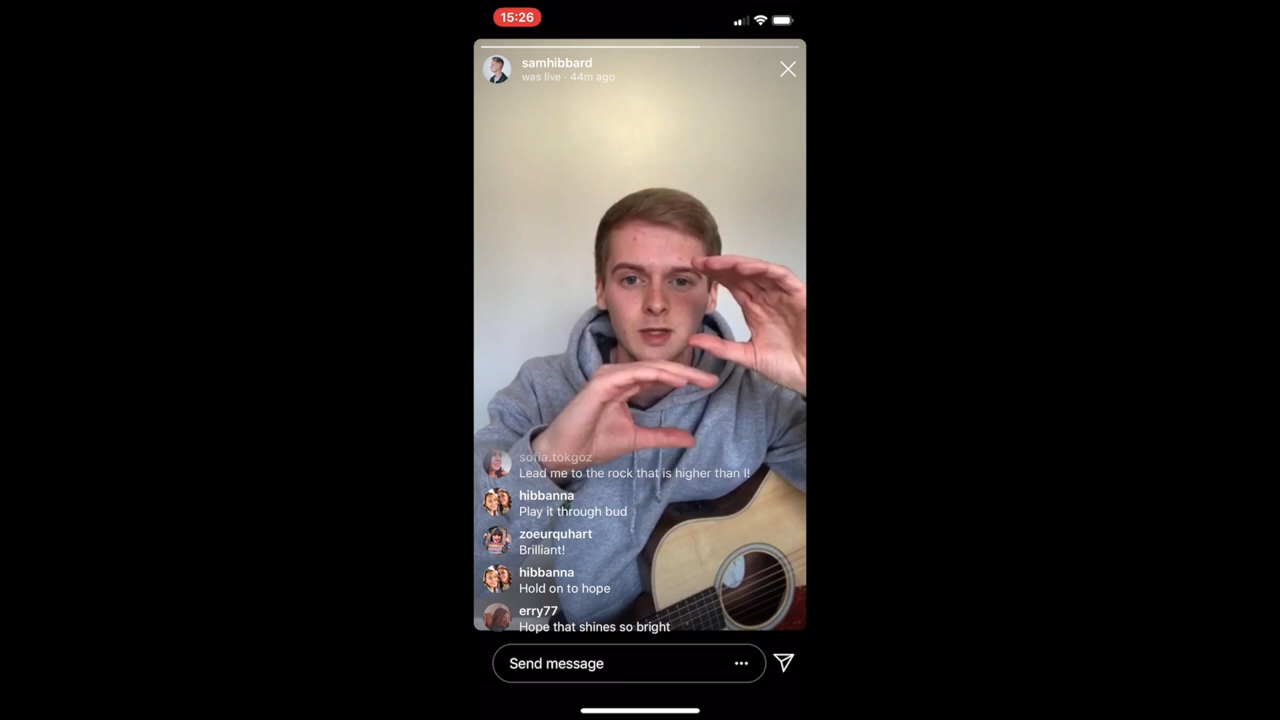 15:26
samhibbard
was live · 44m ago
sofia.tokgoz
Lead me to the rock that is higher than I!
hibbanna
Play it through bud
zoeurquhart
Brilliant!
hibbanna
Hold on to hope
erry77
Hope that shines so bright
Send message